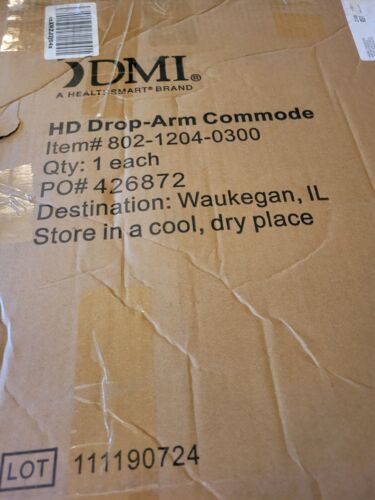 DMI®
A HEALTHSMART® BRAND
HD Drop-Arm Commode
Item# 802-1204-0300
Qty: 1 each
PO# 426872
Destination: Waukegan, IL
Store in a cool, dry place
LOT 111190724